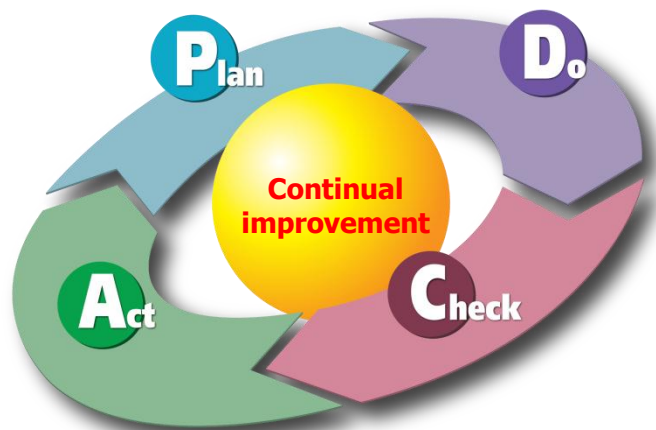 Plan
Do
Continual
improvement
Check
Act